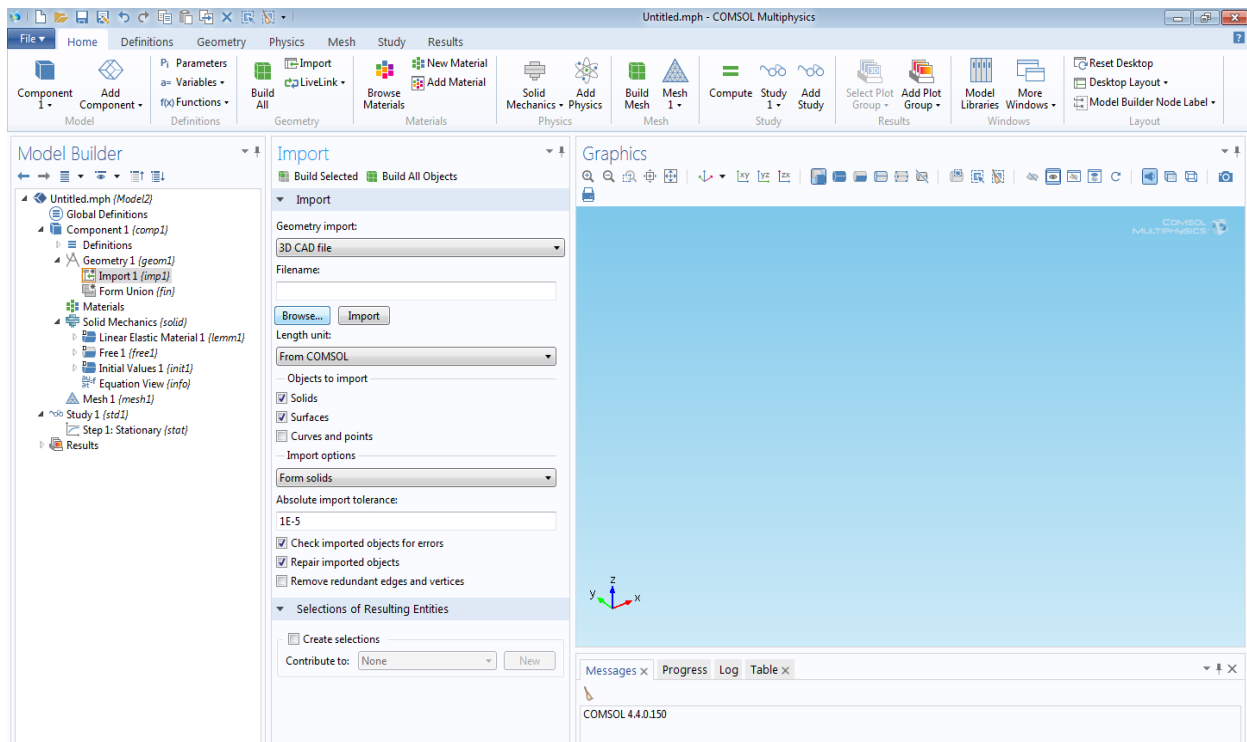 Untitled.mph - COMSOL Multiphysics
File Home Definitions Geometry Physics Mesh Study Results
Component 1
Add Component
Model
Pi Parameters
a= Variables
f(x) Functions
Definitions
Build All
Import
LiveLink
Geometry
Browse Materials
New Material
Add Material
Materials
Solid Mechanics
Add Physics
Physics
Build Mesh
Mesh 1
Mesh
Compute
Study 1
Add Study
Study
Select Plot Group
Add Plot Group
Results
Model Libraries
More Windows
Windows
Reset Desktop
Desktop Layout
Model Builder Node Label
Layout
Model Builder
Untitled.mph {Model2}
Global Definitions
Component 1 {comp1}
Definitions
Geometry 1 {geom1}
Import 1 {imp1}
Form Union {fin}
Materials
Solid Mechanics {solid}
Linear Elastic Material 1 {lemm1}
Free 1 {free1}
Initial Values 1 {init1}
Equation View {info}
Mesh 1 {mesh1}
Study 1 {std1}
Step 1: Stationary {stat}
Results
Import
Build Selected Build All Objects
Import
Geometry import:
3D CAD file
Filename:
Browse... Import
Length unit:
From COMSOL
Objects to import
Solids
Surfaces
Curves and points
Import options
Form solids
Absolute import tolerance:
1E-5
Check imported objects for errors
Repair imported objects
Remove redundant edges and vertices
Selections of Resulting Entities
Create selections
Contribute to: None New
Graphics
xy yz zx
COMSOL
MULTIPHYSICS
z
y x
Messages Progress Log Table
COMSOL 4.4.0.150